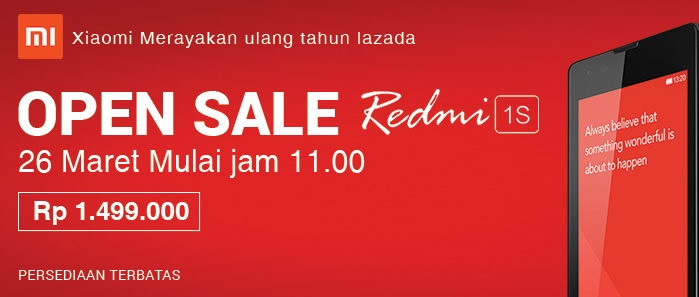 mi Xiaomi Merayakan ulang tahun lazada
OPEN SALE Redmi 1S
26 Maret Mulai jam 11.00
Rp 1.499.000
PERSEDIAAN TERBATAS
13:20
Always believe that
something wonderful is
about to happen